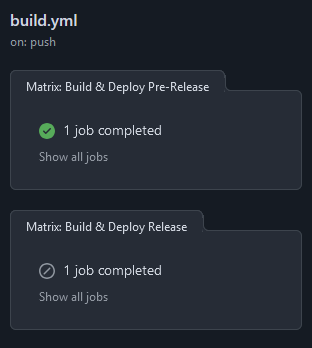 build.yml
on: push
Matrix: Build & Deploy Pre-Release
1 job completed
Show all jobs
Matrix: Build & Deploy Release
1 job completed
Show all jobs